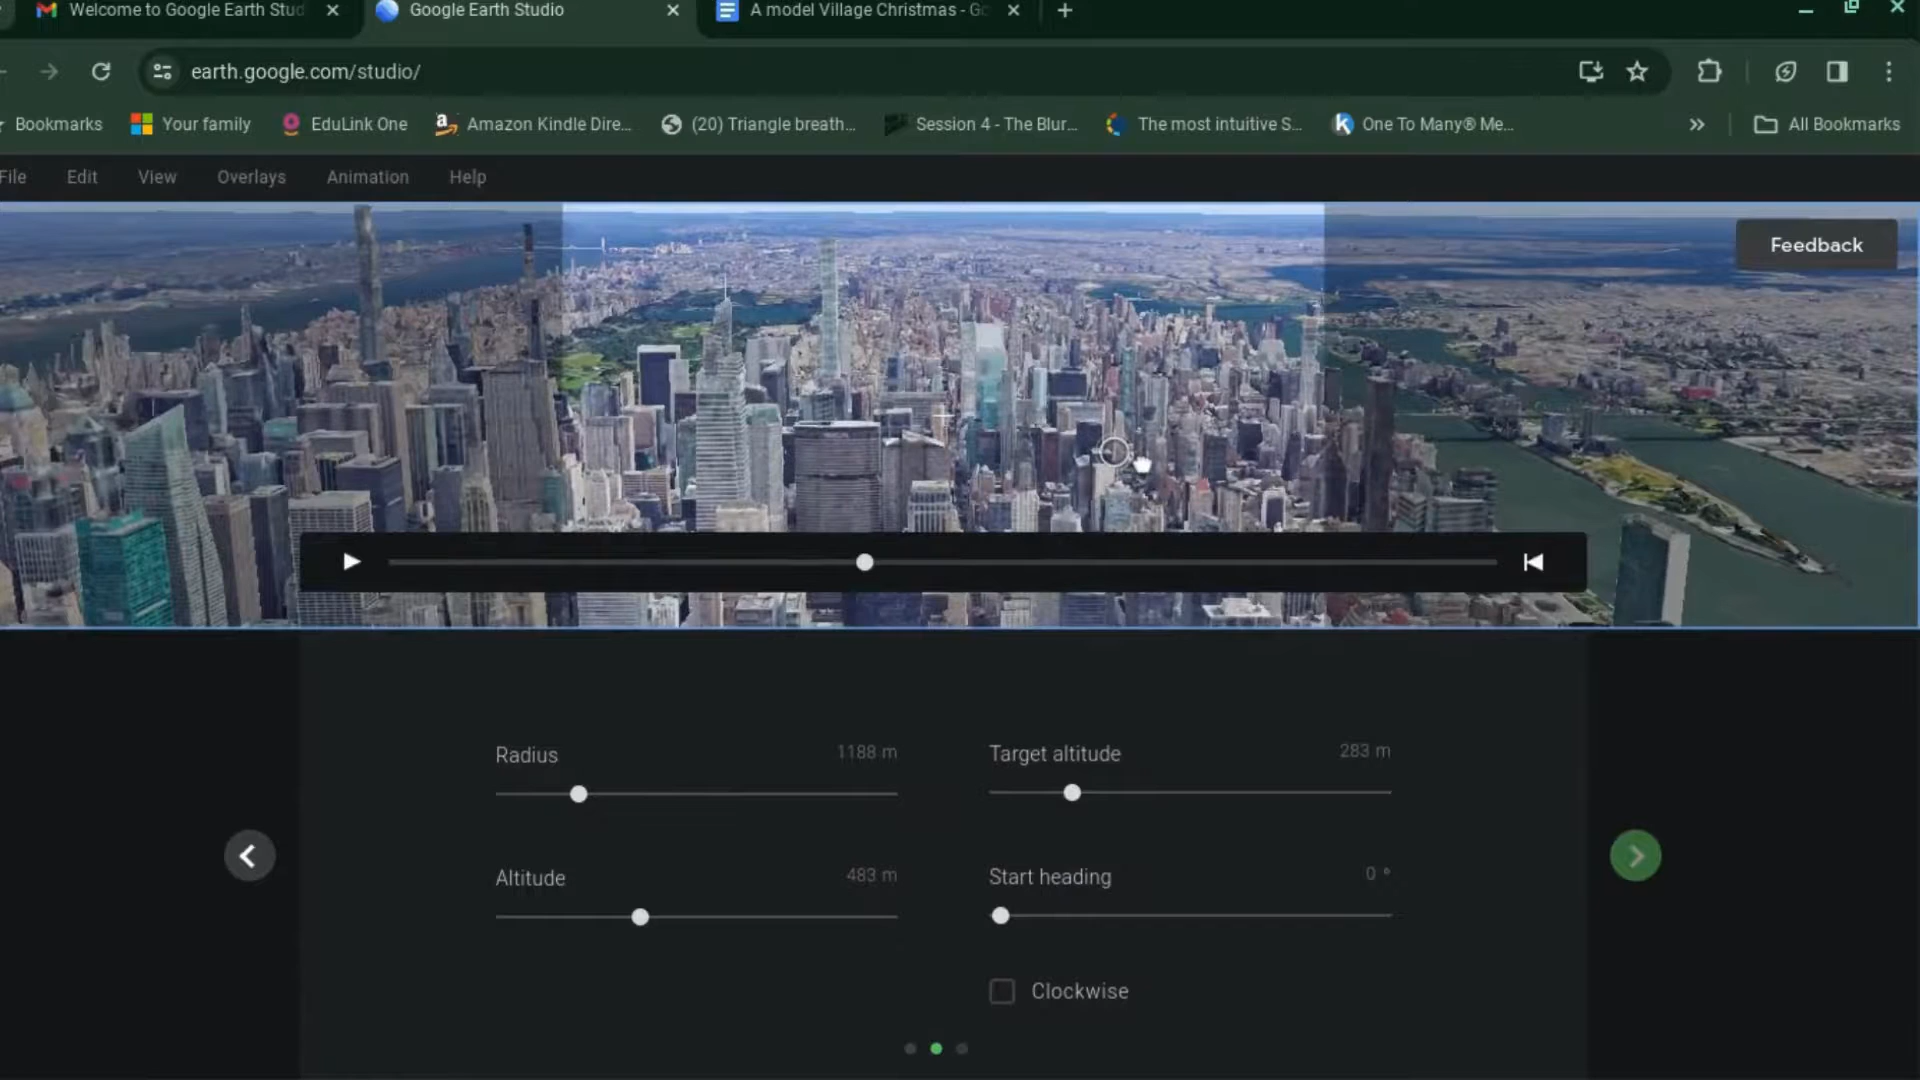 Welcome to Google Earth Stud
Google Earth Studio
A model Village Christmas - Go
earth.google.com/studio/
Bookmarks
Your family
EduLink One
Amazon Kindle Dire...
(20) Triangle breath...
Session 4 - The Blur...
The most intuitive S...
One To Many® Me...
All Bookmarks
File
Edit
View
Overlays
Animation
Help
Feedback
Radius
1188 m
Target altitude
283 m
Altitude
483 m
Start heading
0 °
Clockwise